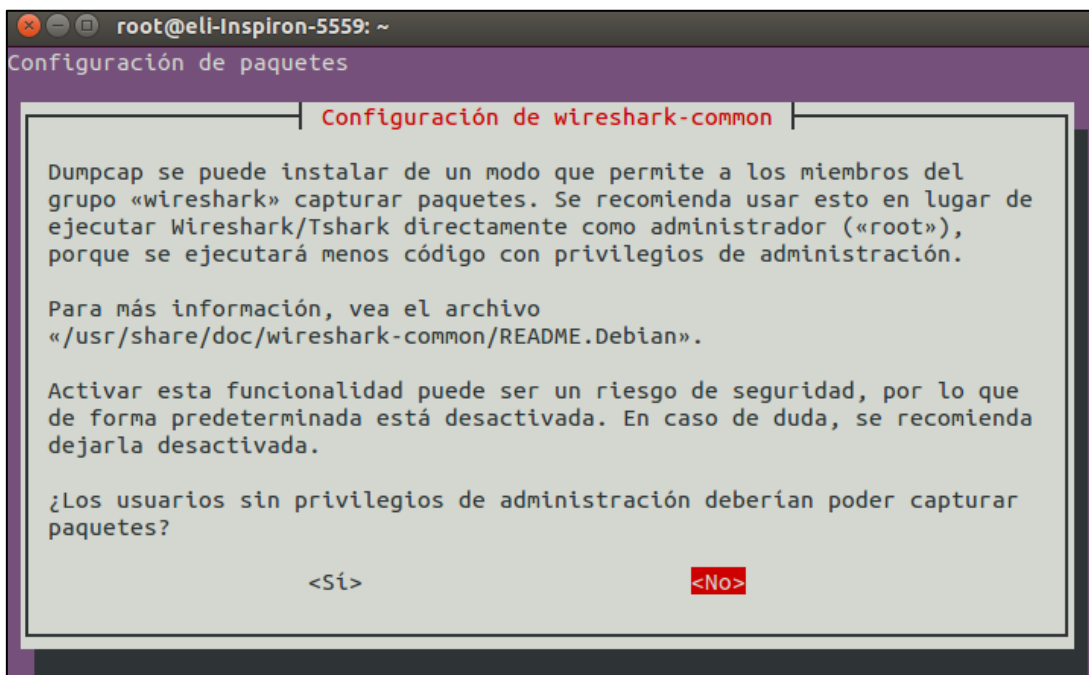 root@eli-Inspiron-5559: ~
Configuración de paquetes
Configuración de wireshark-common
Dumpcap se puede instalar de un modo que permite a los miembros del
grupo «wireshark» capturar paquetes. Se recomienda usar esto en lugar de
ejecutar Wireshark/Tshark directamente como administrador («root»),
porque se ejecutará menos código con privilegios de administración.
Para más información, vea el archivo
«/usr/share/doc/wireshark-common/README.Debian».
Activar esta funcionalidad puede ser un riesgo de seguridad, por lo que
de forma predeterminada está desactivada. En caso de duda, se recomienda
dejarla desactivada.
¿Los usuarios sin privilegios de administración deberían poder capturar
paquetes?
<Sí> <No>